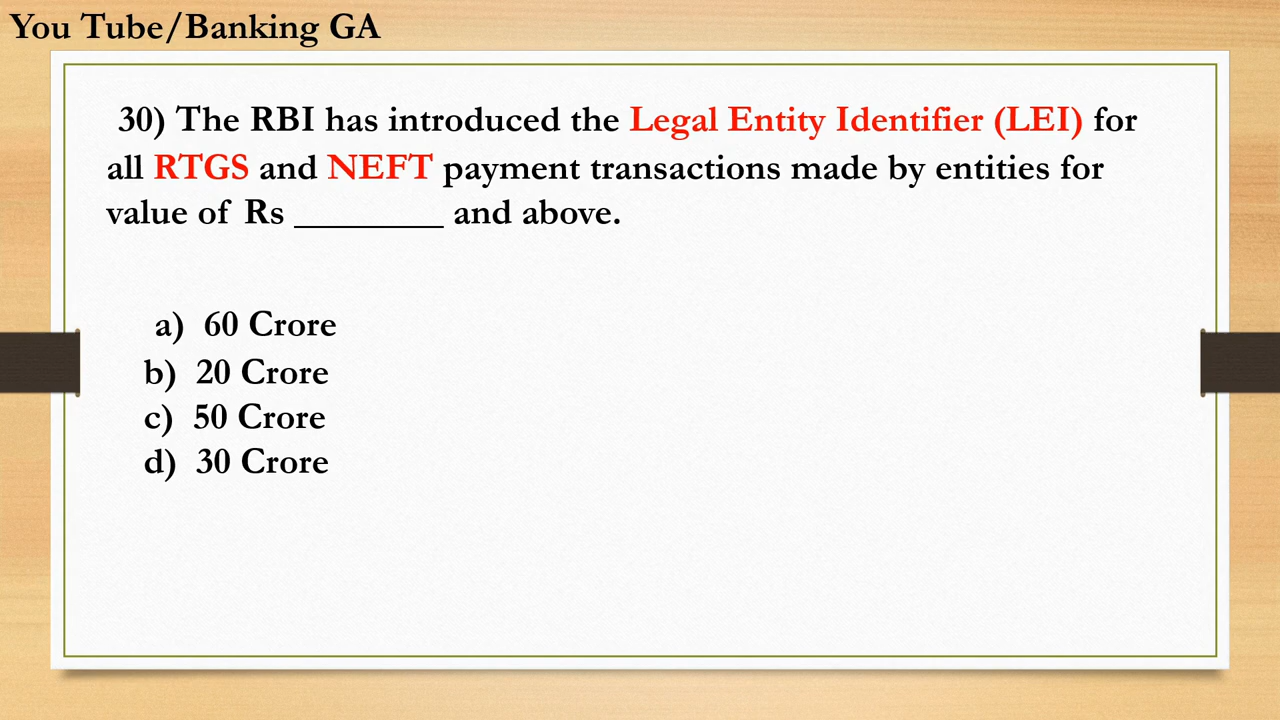 You Tube/Banking GA
30) The RBI has introduced the Legal Entity Identifier (LEI) for
all RTGS and NEFT payment transactions made by entities for
value of Rs ________ and above.
a) 60 Crore
b) 20 Crore
c) 50 Crore
d) 30 Crore